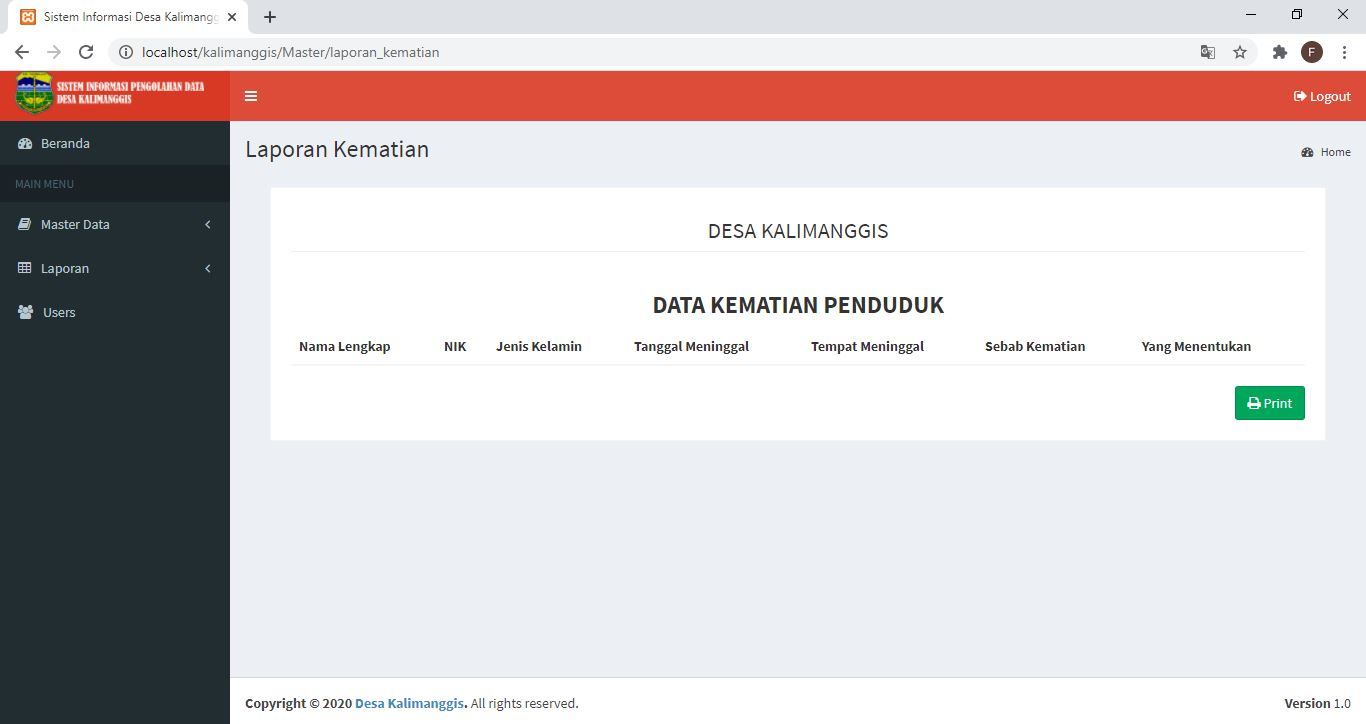 Sistem Informasi Desa Kalimangg
localhost/kalimanggis/Master/laporan_kematian
F
SISTEM INFORMASI PENGOLAHAN DATA
DESA KALIMANGGIS
Logout
Beranda
MAIN MENU
Master Data
Laporan
Users
Laporan Kematian
Home
DESA KALIMANGGIS
DATA KEMATIAN PENDUDUK
Nama Lengkap NIK Jenis Kelamin Tanggal Meninggal Tempat Meninggal Sebab Kematian Yang Menentukan
Print
Copyright © 2020 Desa Kalimanggis. All rights reserved.
Version 1.0